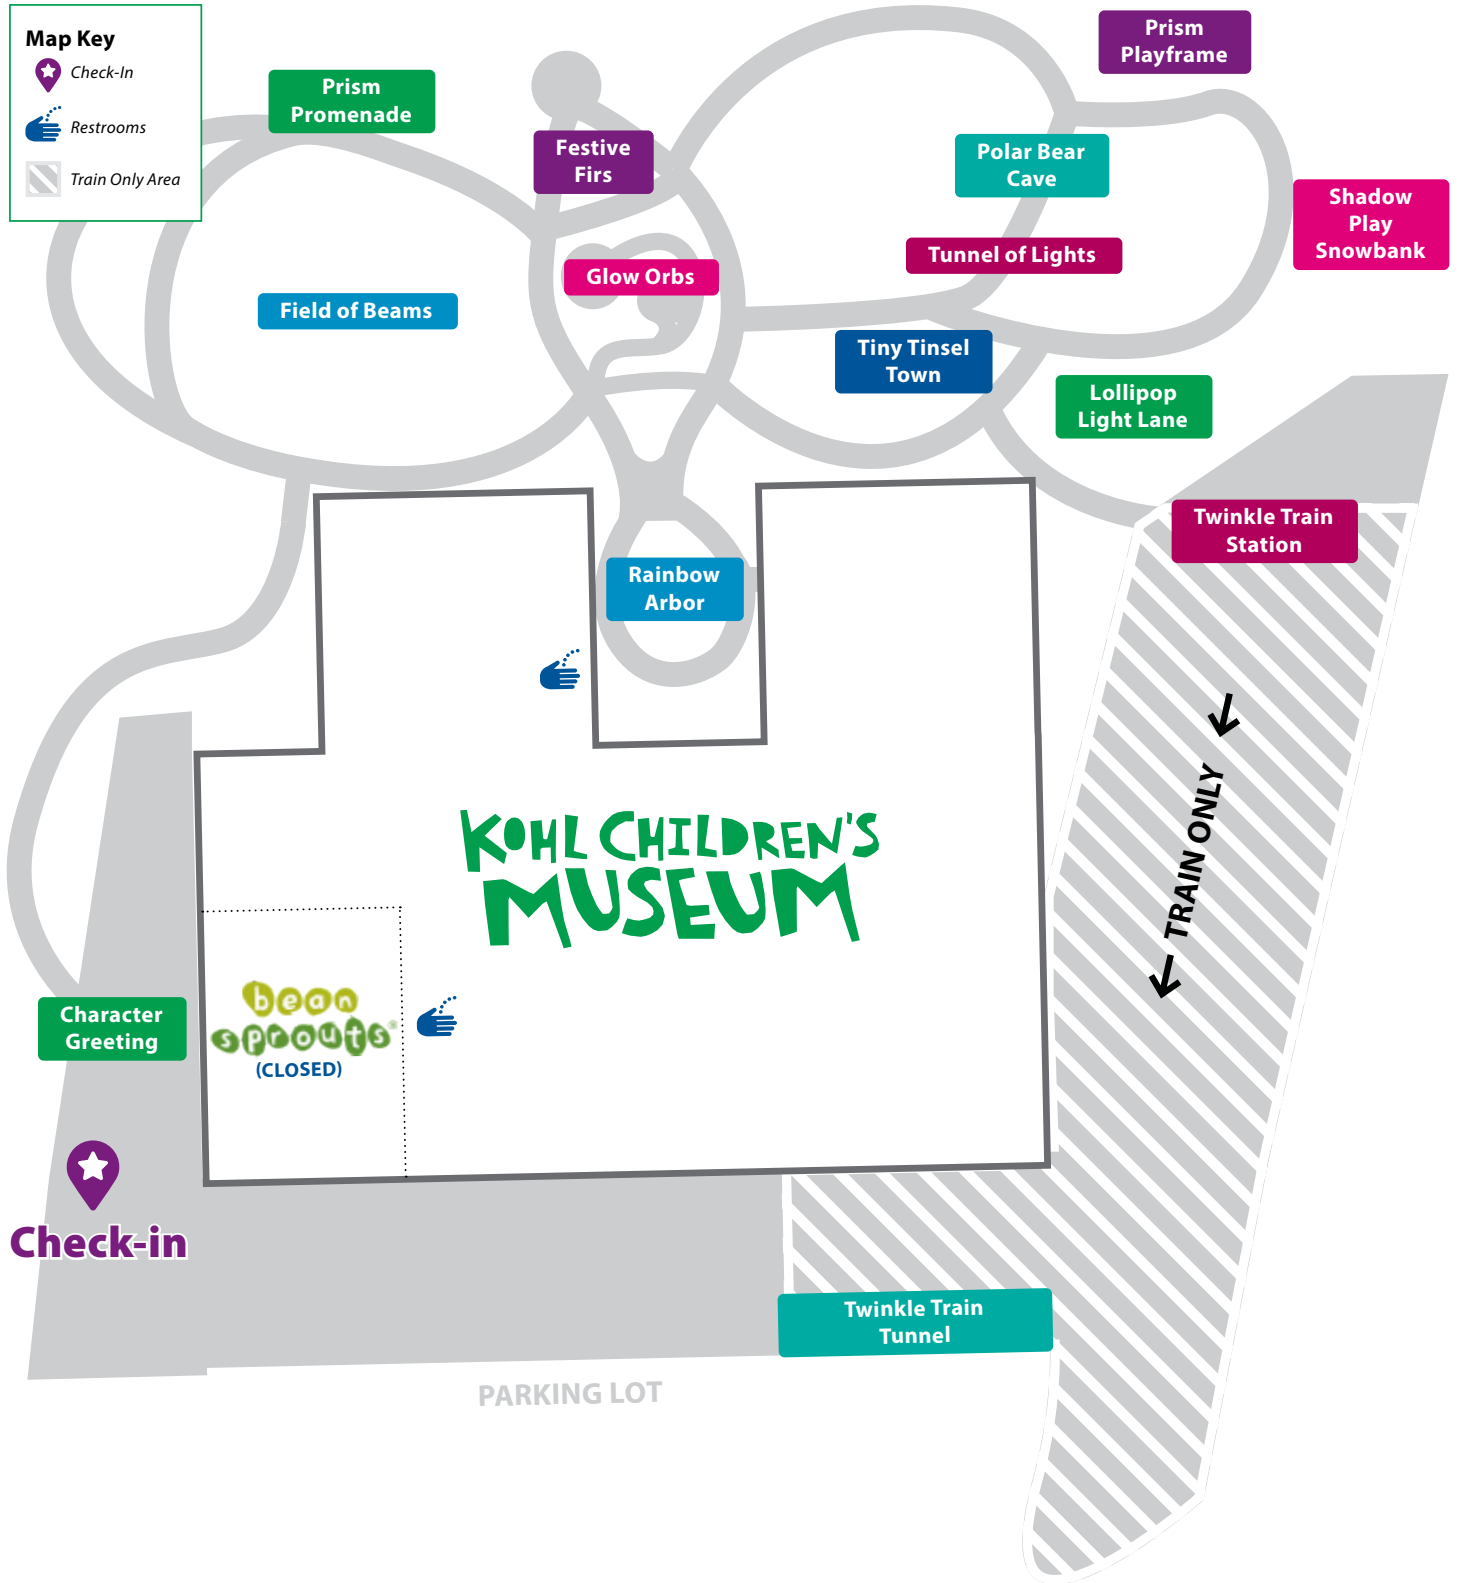 Map Key
Check-In
Restrooms
Train Only Area
Prism
Promenade
Festive
Firs
Prism
Playframe
Polar Bear
Cave
Shadow
Play
Snowbank
Tunnel of Lights
Glow Orbs
Field of Beams
Tiny Tinsel
Town
Lollipop
Light Lane
Twinkle Train
Station
Rainbow
Arbor
TRAIN ONLY
KOHL CHILDREN'S
MUSEUM
Character
Greeting
bean
sprouts®
(CLOSED)
Check-in
Twinkle Train
Tunnel
PARKING LOT